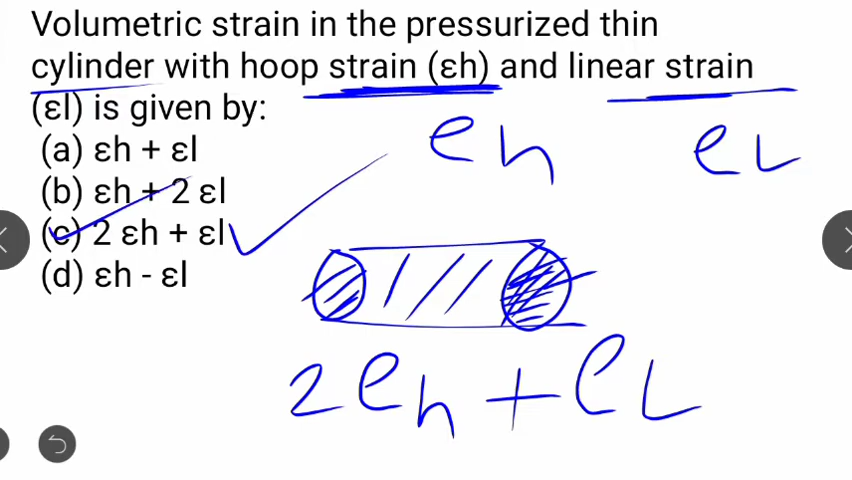 Volumetric strain in the pressurized thin
cylinder with hoop strain (εh) and linear strain
(εl) is given by:
(a) εh + εl
(b) εh + 2 εl
(c) 2 εh + εl
(d) εh - εl
eh
eL
2eh + eL